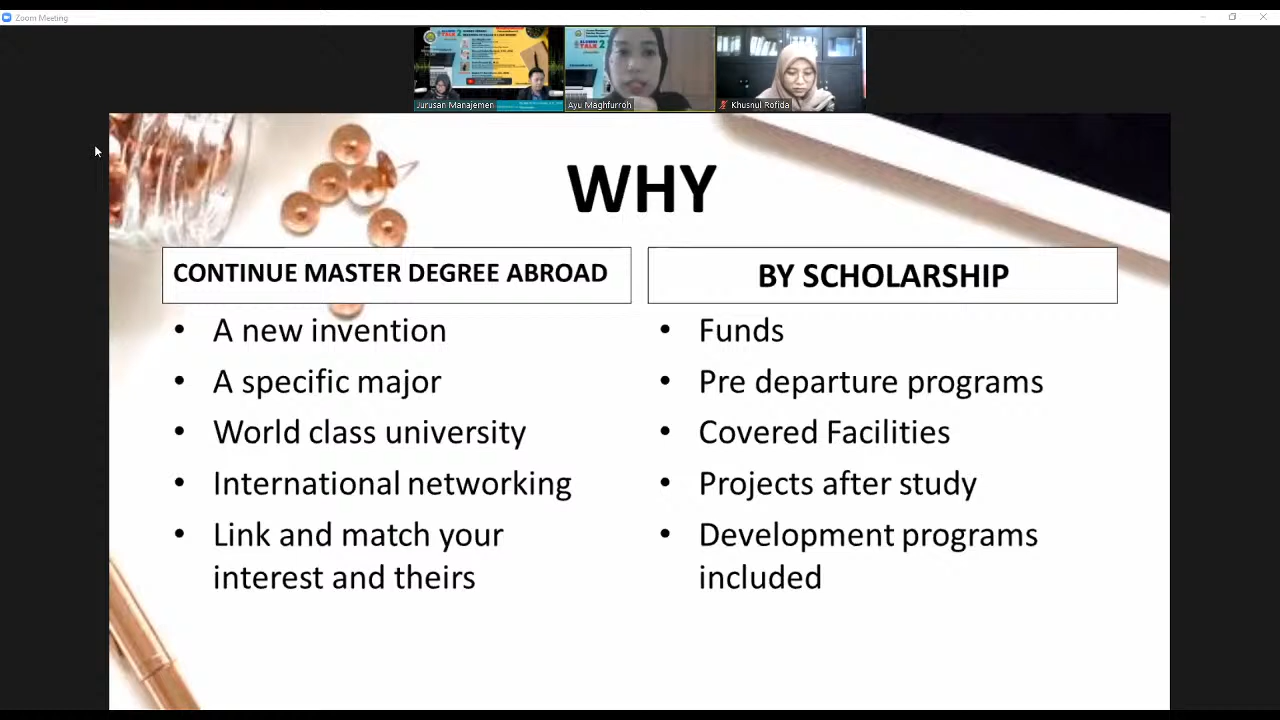 Zoom Meeting
TALK 2
Jurusan Manajemen
Ayu Maghfurroh
Khusnul Rofida
WHY
CONTINUE MASTER DEGREE ABROAD
• A new invention
• A specific major
• World class university
• International networking
• Link and match your
interest and theirs
BY SCHOLARSHIP
• Funds
• Pre departure programs
• Covered Facilities
• Projects after study
• Development programs
included